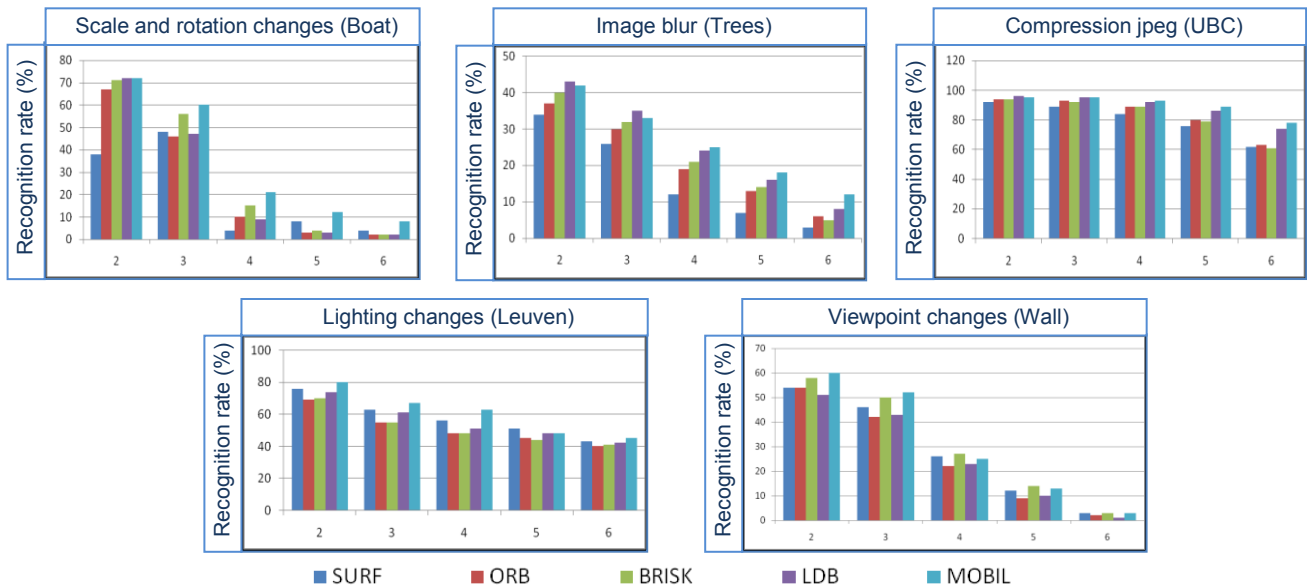 Scale and rotation changes (Boat)
Recognition rate (%)
80
70
60
50
40
30
20
10
0
2 3 4 5 6
Image blur (Trees)
Recognition rate (%)
50
40
30
20
10
0
2 3 4 5 6
Compression jpeg (UBC)
Recognition rate (%)
120
100
80
60
40
20
0
2 3 4 5 6
Lighting changes (Leuven)
Recognition rate (%)
100
80
60
40
20
0
2 3 4 5 6
Viewpoint changes (Wall)
Recognition rate (%)
70
60
50
40
30
20
10
0
2 3 4 5 6
SURF ORB BRISK LDB MOBIL